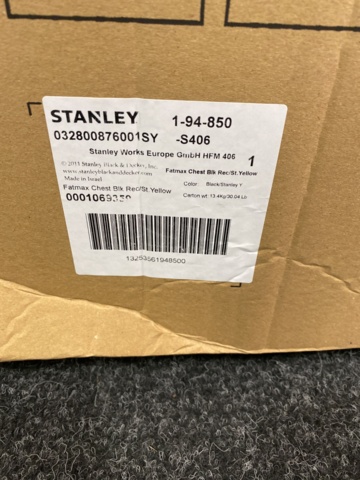 STANLEY 1-94-850
032800876001SY -S406
Stanley Works Europe GmbH HFM 406 1
© 2011 Stanley Black & Decker, Inc. Fatmax Chest Blk Rec/St.Yellow
www.stanleyblackanddecker.com
Made in Israel Color: Black/Stanley Y
Fatmax Chest Blk Rec/St.Yellow Carton wt: 13.4Kg/30.04 Lb
0001069350
13253561948500